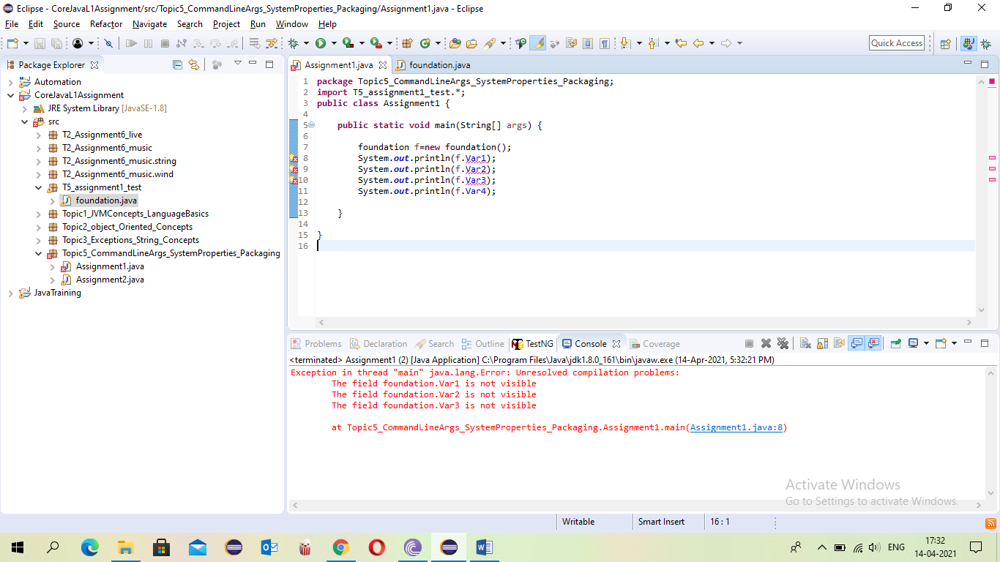 Eclipse - CoreJavaL1Assignment/src/Topic5_CommandLineArgs_SystemProperties_Packaging/Assignment1.java - Eclipse
File Edit Source Refactor Navigate Search Project Run Window Help
Quick Access
Package Explorer
Automation
CoreJavaL1Assignment
JRE System Library [JavaSE-1.8]
src
T2_Assignment6_live
T2_Assignment6_music
T2_Assignment6_music.string
T2_Assignment6_music.wind
T5_assignment1_test
foundation.java
Topic1_JVMConcepts_LanguageBasics
Topic2_object_Oriented_Concepts
Topic3_Exceptions_String_Concepts
Topic5_CommandLineArgs_SystemProperties_Packaging
Assignment1.java
Assignment2.java
JavaTraining
Assignment1.java foundation.java
1 package Topic5_CommandLineArgs_SystemProperties_Packaging;
2 import T5_assignment1_test.*;
3 public class Assignment1 {
4
5 public static void main(String[] args) {
6
7 foundation f=new foundation();
8 System.out.println(f.Var1);
9 System.out.println(f.Var2);
10 System.out.println(f.Var3);
11 System.out.println(f.Var4);
12
13 }
14
15 }
16
Problems Declaration Search Outline TestNG Console Coverage
<terminated> Assignment1 (2) [Java Application] C:\Program Files\Java\jdk1.8.0_161\bin\javaw.exe (14-Apr-2021, 5:32:21 PM)
Exception in thread "main" java.lang.Error: Unresolved compilation problems:
The field foundation.Var1 is not visible
The field foundation.Var2 is not visible
The field foundation.Var3 is not visible
at Topic5_CommandLineArgs_SystemProperties_Packaging.Assignment1.main(Assignment1.java:8)
Activate Windows
Go to Settings to activate Windows.
Writable Smart Insert 16 : 1
ENG
17:32
14-04-2021